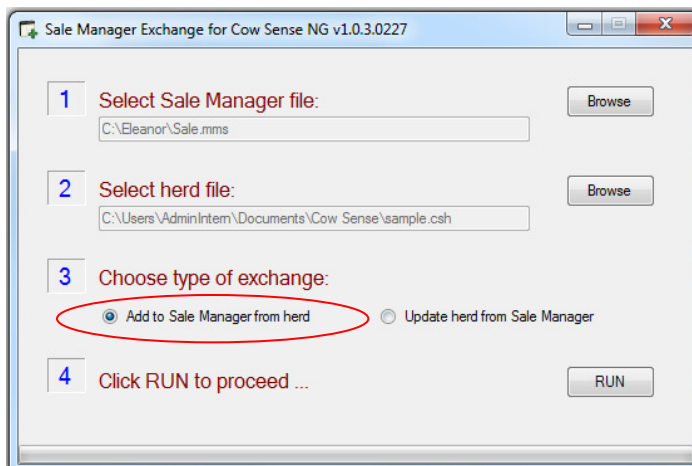 Sale Manager Exchange for Cow Sense NG v1.0.3.0227
1 Select Sale Manager file: Browse
C:\Eleanor\Sale.mms
2 Select herd file: Browse
C:\Users\AdminIntern\Documents\Cow Sense\sample.csh
3 Choose type of exchange:
Add to Sale Manager from herd Update herd from Sale Manager
4 Click RUN to proceed ... RUN